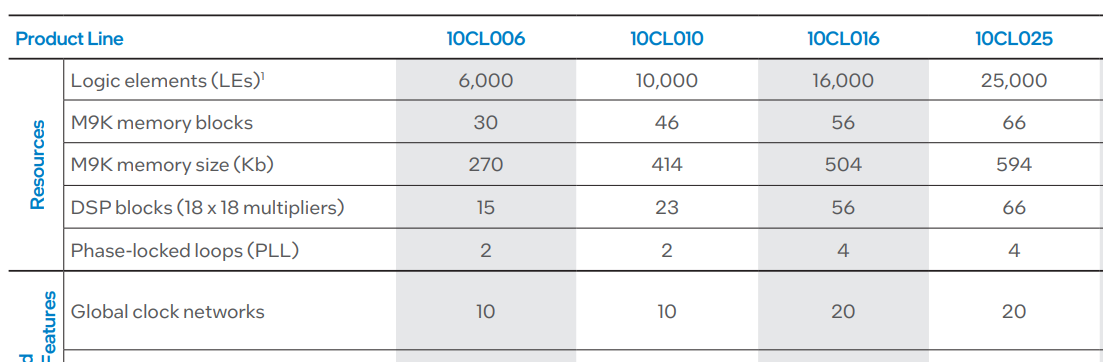 Product Line 10CL006 10CL010 10CL016 10CL025
Resources
Logic elements (LEs)¹ 6,000 10,000 16,000 25,000
M9K memory blocks 30 46 56 66
M9K memory size (Kb) 270 414 504 594
DSP blocks (18 x 18 multipliers) 15 23 56 66
Phase-locked loops (PLL) 2 2 4 4
Features
Global clock networks 10 10 20 20